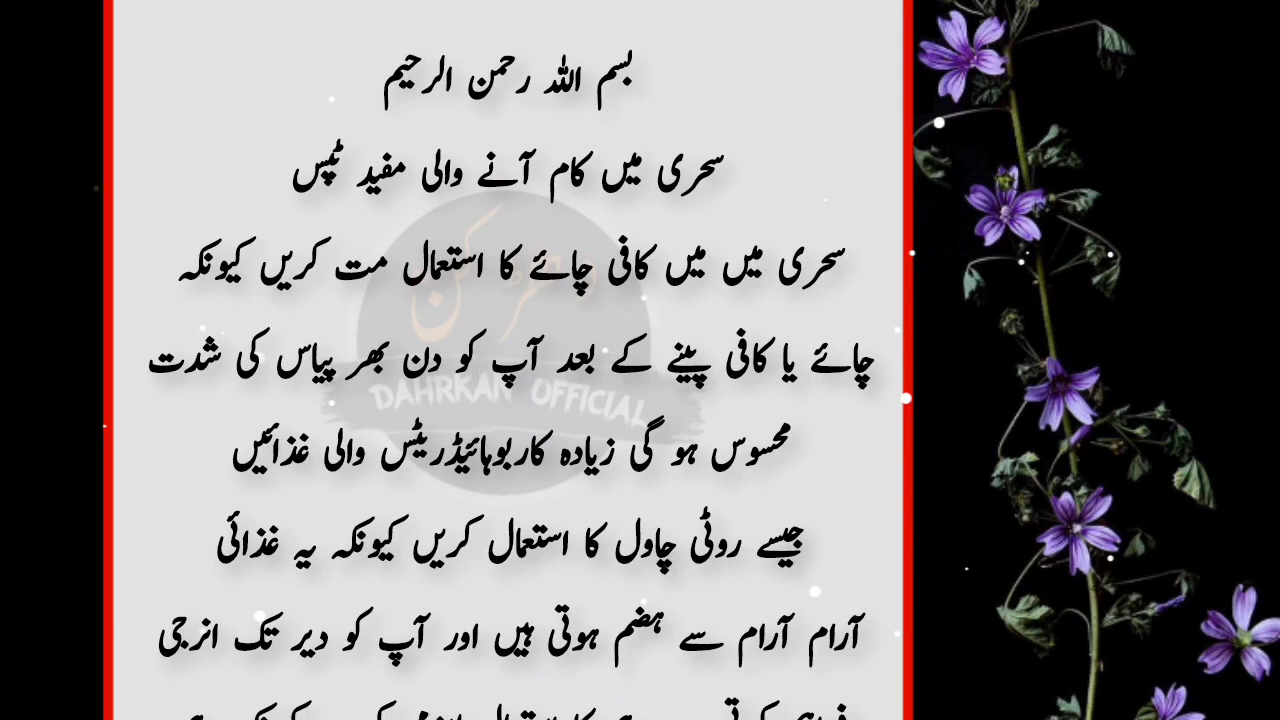 بسم اللہ رحمن الرحیم
سحری میں کام آنے والی مفید ٹپس
سحری میں میں کافی چائے کا استعمال مت کریں کیونکہ
چائے یا کافی پینے کے بعد آپ کو دن بھر پیاس کی شدت
محسوس ہو گی زیادہ کاربوہائیڈریٹس والی غذائیں
جیسے روٹی چاول کا استعمال کریں کیونکہ یہ غذائی
آرام آرام سے ہضم ہوتی ہیں اور آپ کو دیر تک انرجی
دھڑکن
DAHRKAN OFFICIAL